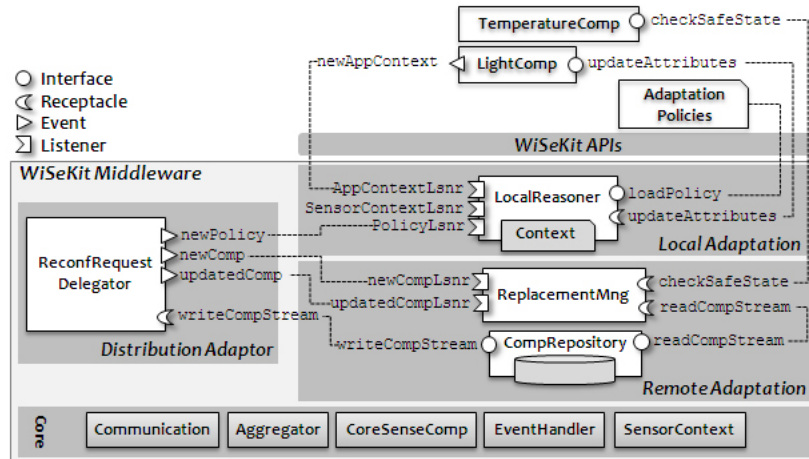 TemperatureComp
checkSafeState
newAppContext
LightComp
updateAttributes
Interface
Receptacle
Event
Listener
Adaptation
Policies
WiSeKit APIs
WiSeKit Middleware
AppContextLsnr
SensorContextLsnr
PolicyLsnr
LocalReasoner
Context
loadPolicy
updateAttributes
Local Adaptation
ReconfRequest
Delegator
newPolicy
newComp
updatedComp
writeCompStream
Distribution Adaptor
newCompLsnr
updatedCompLsnr
ReplacementMng
checkSafeState
readCompStream
writeCompStream
CompRepository
readCompStream
Remote Adaptation
Core
Communication
Aggregator
CoreSenseComp
EventHandler
SensorContext